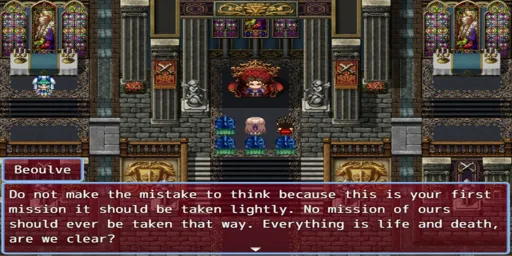 Beoulve
Do not make the mistake to think because this is your first
mission it should be taken lightly. No mission of ours
should ever be taken that way. Everything is life and death,
are we clear?